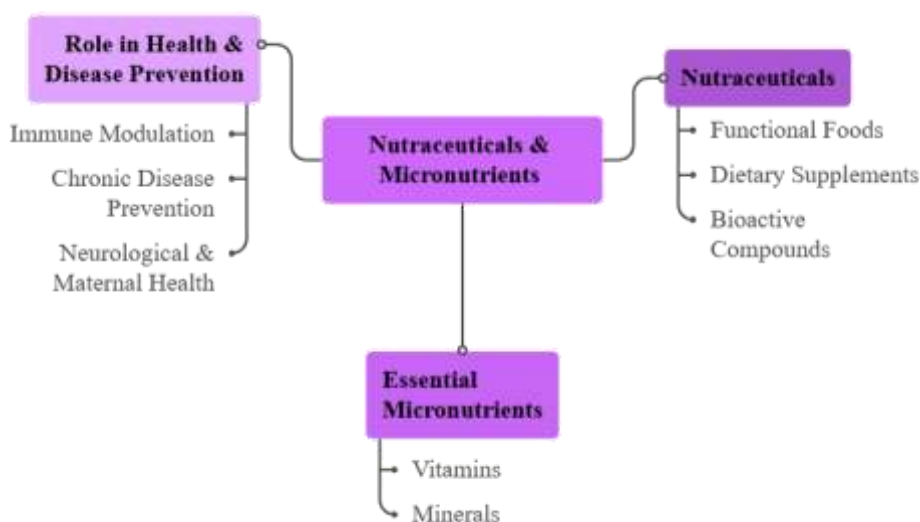 Role in Health &
Disease Prevention
Immune Modulation
Chronic Disease
Prevention
Neurological &
Maternal Health
Nutraceuticals &
Micronutrients
Nutraceuticals
Functional Foods
Dietary Supplements
Bioactive
Compounds
Essential
Micronutrients
Vitamins
Minerals